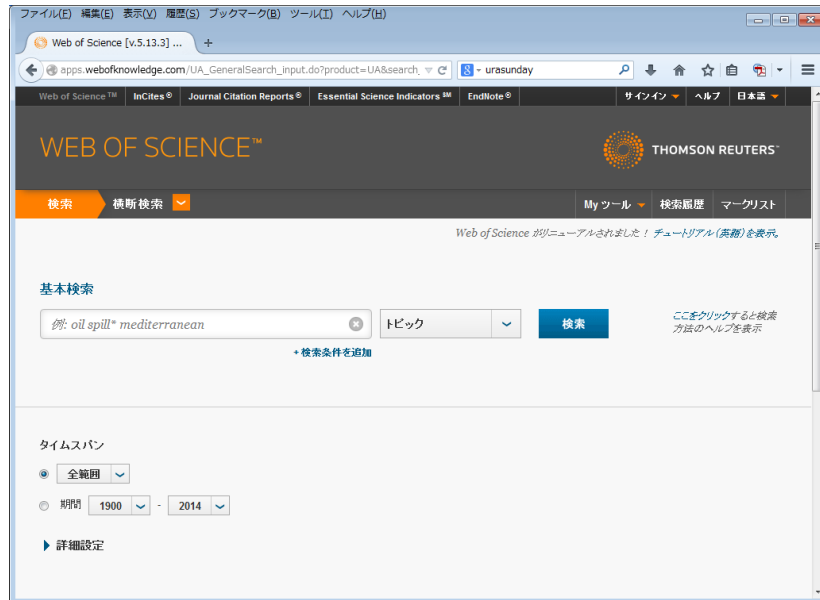 ファイル(F) 編集(E) 表示(V) 履歴(S) ブックマーク(B) ツール(T) ヘルプ(H)
Web of Science [v.5.13.3] ... +
apps.webofknowledge.com/UA_GeneralSearch_input.do?product=UA&search_ urasunday
Web of Science™ InCites® Journal Citation Reports® Essential Science Indicators℠ EndNote® サインイン ヘルプ 日本語
WEB OF SCIENCE™ THOMSON REUTERS™
検索 横断検索 My ツール 検索履歴 マークリスト
Web of Science がリニューアルされました！ チュートリアル(英語)を表示。
基本検索
例: oil spill* mediterranean トピック 検索 ここをクリックすると検索
方法のヘルプを表示
+ 検索条件を追加
タイムスパン
全範囲
期間 1900 - 2014
詳細設定